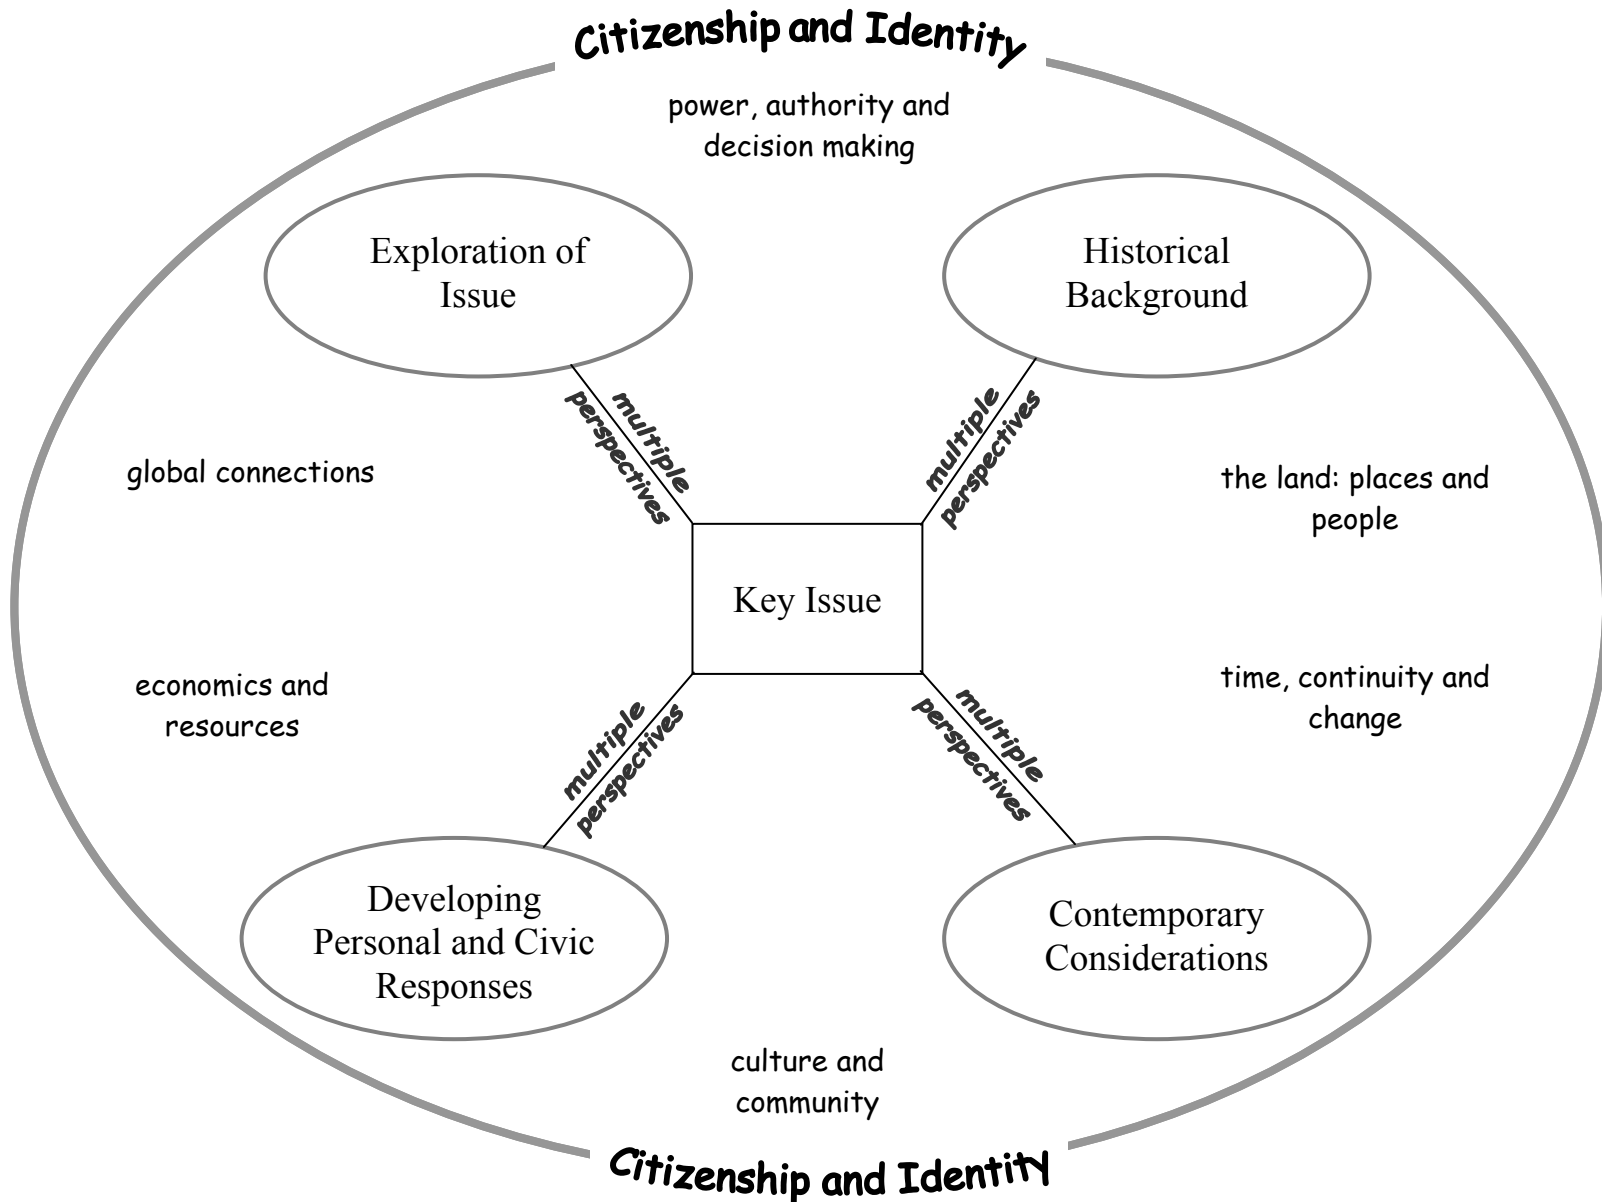 Citizenship and Identity
power, authority and
decision making
Exploration of
Issue
Historical
Background
multiple
perspectives
multiple
perspectives
global connections
the land: places and
people
Key Issue
economics and
resources
time, continuity and
change
multiple
perspectives
multiple
perspectives
Developing
Personal and Civic
Responses
Contemporary
Considerations
culture and
community
Citizenship and Identity